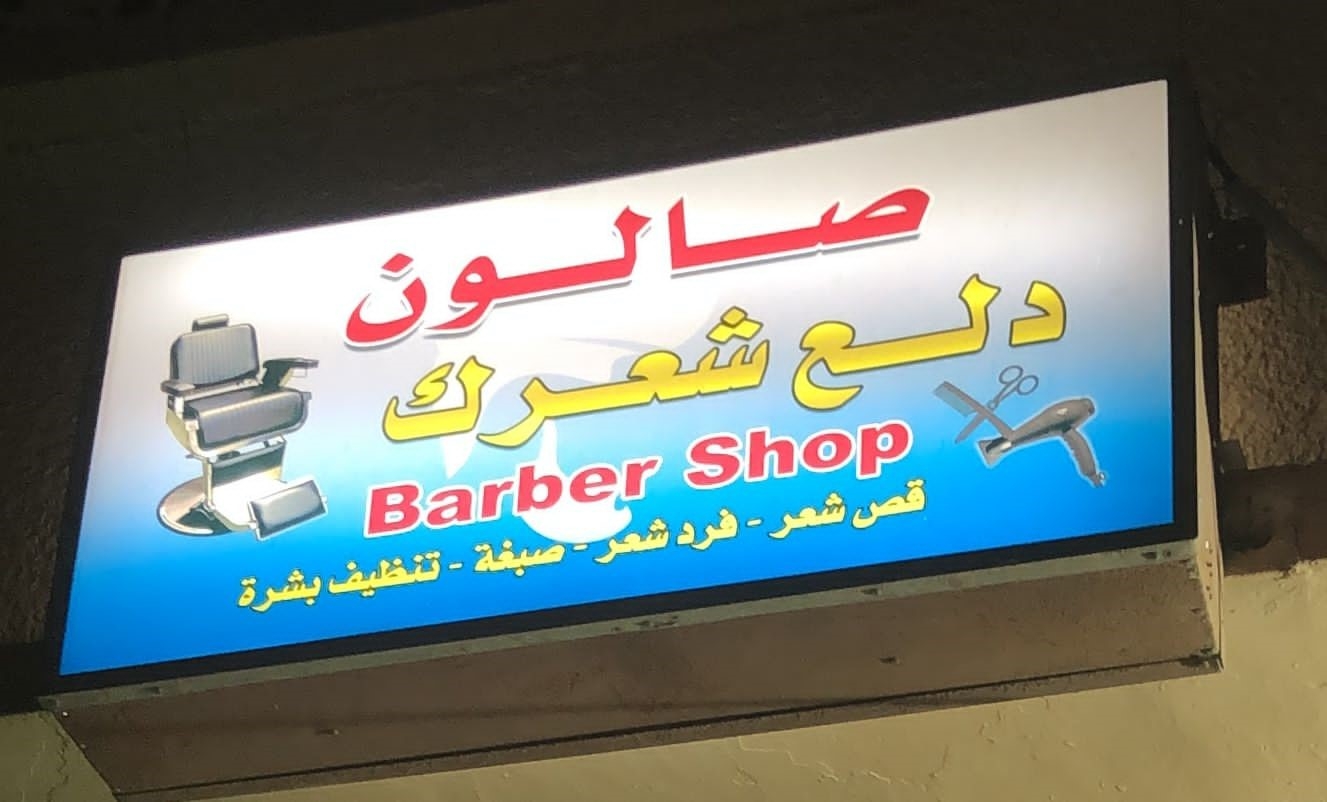 صالون
دلع شعرك
Barber Shop
قص شعر - فرد شعر - صبغة - تنظيف بشرة